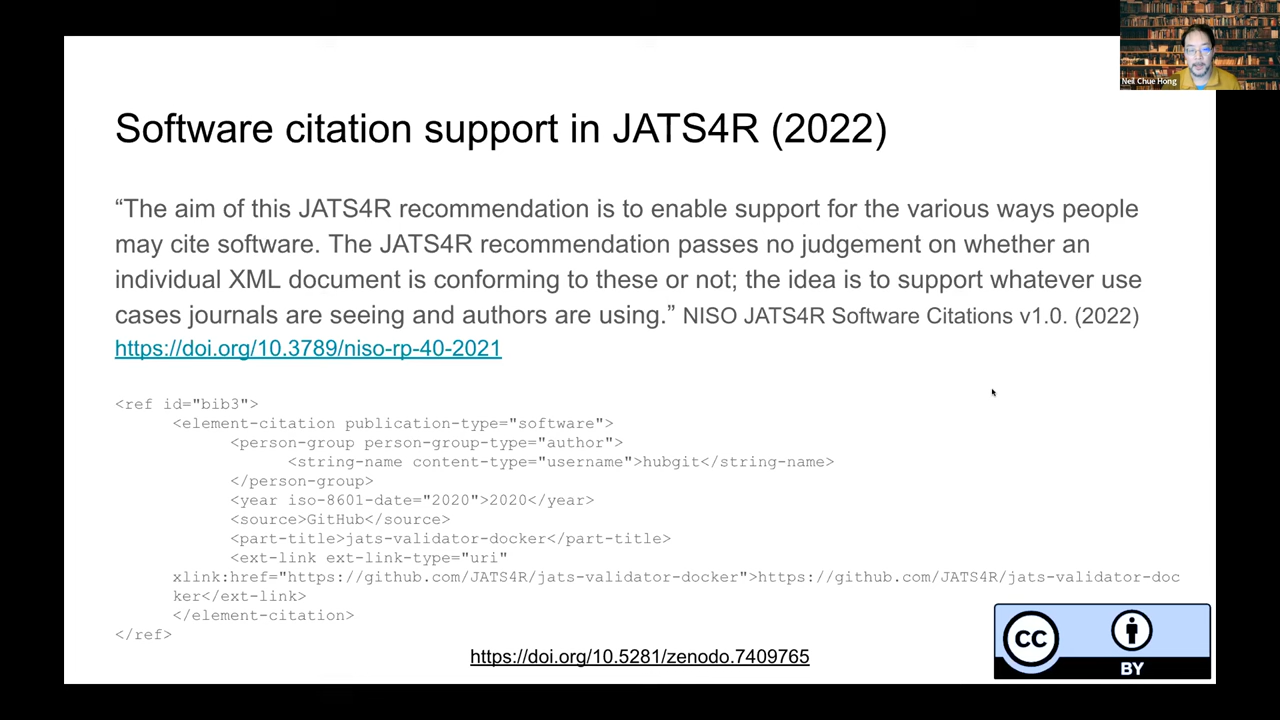 Neil Chue Hong
Software citation support in JATS4R (2022)
“The aim of this JATS4R recommendation is to enable support for the various ways people
may cite software. The JATS4R recommendation passes no judgement on whether an
individual XML document is conforming to these or not; the idea is to support whatever use
cases journals are seeing and authors are using.” NISO JATS4R Software Citations v1.0. (2022)
https://doi.org/10.3789/niso-rp-40-2021
<ref id="bib3">
<element-citation publication-type="software">
<person-group person-group-type="author">
<string-name content-type="username">hubgit</string-name>
</person-group>
<year iso-8601-date="2020">2020</year>
<source>GitHub</source>
<part-title>jats-validator-docker</part-title>
<ext-link ext-link-type="uri"
xlink:href="https://github.com/JATS4R/jats-validator-docker">https://github.com/JATS4R/jats-validator-doc
ker</ext-link>
</element-citation>
</ref>
https://doi.org/10.5281/zenodo.7409765
CC
BY